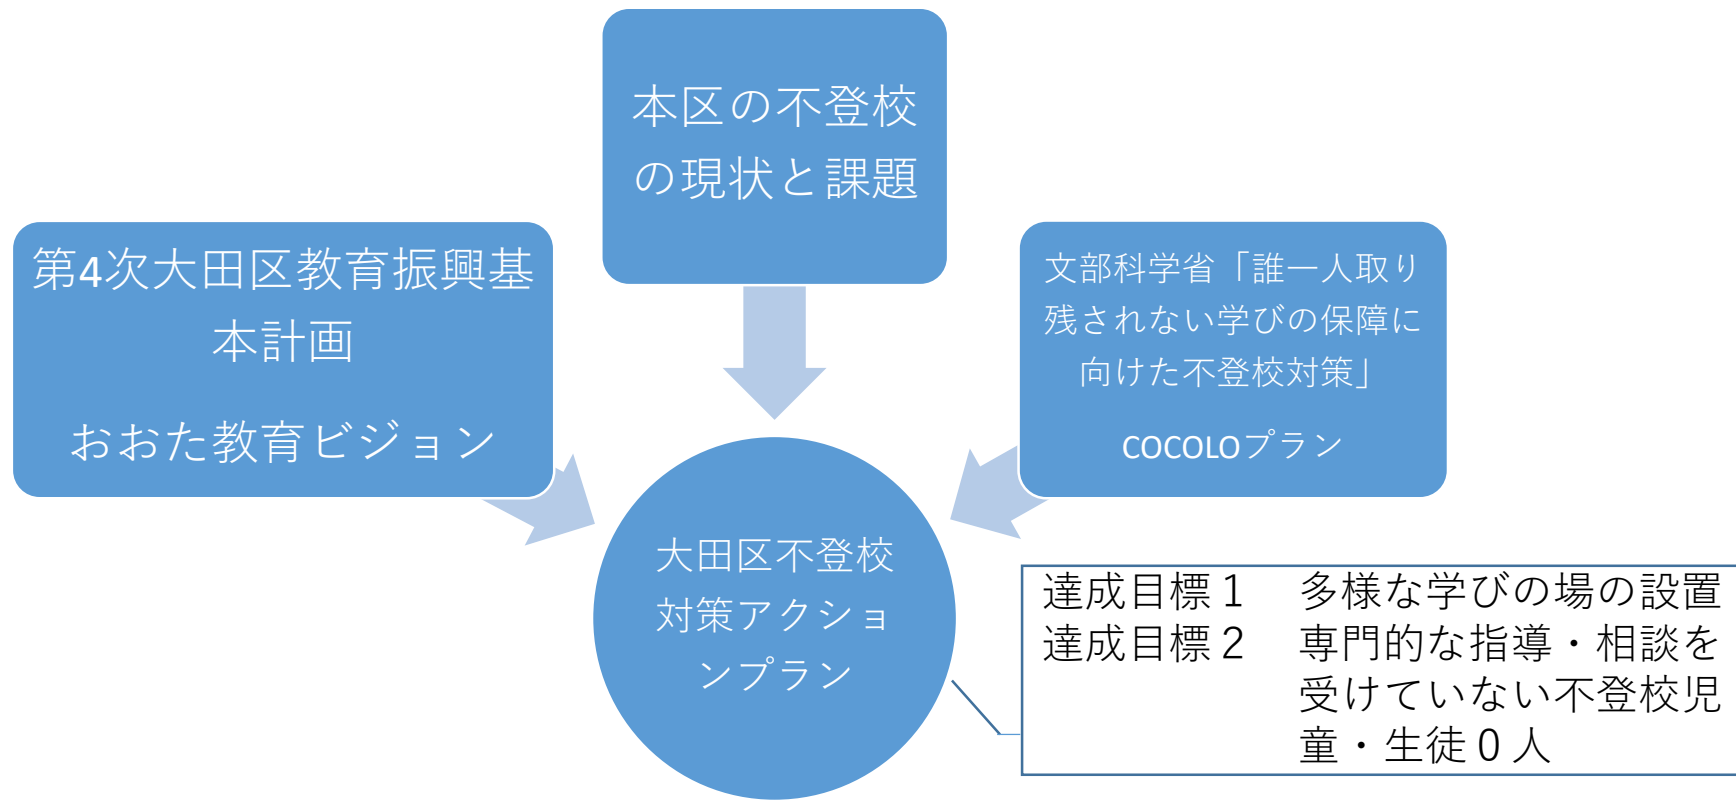 本区の不登校
の現状と課題
第4次大田区教育振興基
本計画
おおた教育ビジョン
文部科学省「誰一人取り
残されない学びの保障に
向けた不登校対策」
COCOLOプラン
大田区不登校
対策アクショ
ンプラン
達成目標１　多様な学びの場の設置
達成目標２　専門的な指導・相談を
受けていない不登校児
童・生徒０人